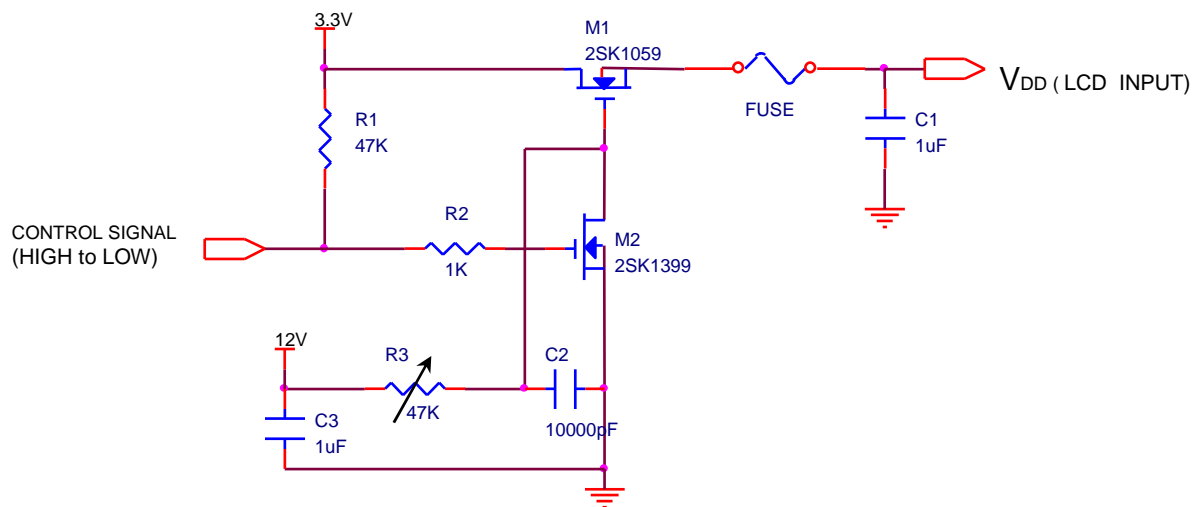 3.3V
M1
2SK1059
FUSE
VDD ( LCD INPUT)
R1
47K
C1
1uF
CONTROL SIGNAL
(HIGH to LOW)
R2
1K
M2
2SK1399
12V
R3
47K
C2
10000pF
C3
1uF